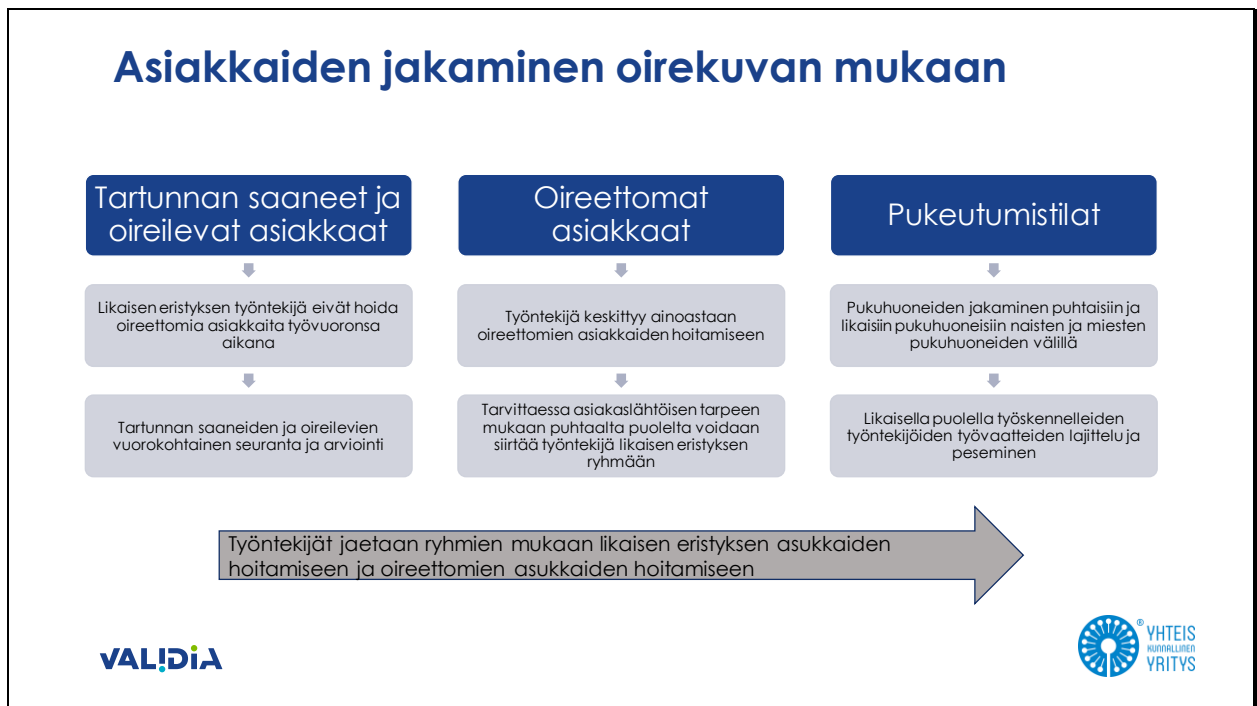 Asiakkaiden jakaminen oirekuvan mukaan
Tartunnan saaneet ja
oireilevat asiakkaat
Likaisen eristyksen työntekijä eivät hoida
oireettomia asiakkaita työvuoronsa
aikana
Tartunnan saaneiden ja oireilevien
vuorokohtainen seuranta ja arviointi
Oireettomat
asiakkaat
Työntekijä keskittyy ainoastaan
oireettomien asiakkaiden hoitamiseen
Tarvittaessa asiakaslähtöisen tarpeen
mukaan puhtaalta puolelta voidaan
siirtää työntekijä likaisen eristyksen
ryhmään
Pukeutumistilat
Pukuhuoneiden jakaminen puhtaisiin ja
likaisiin pukuhuoneisiin naisten ja miesten
pukuhuoneiden välillä
Likaisella puolella työskennelleiden
työntekijöiden työvaatteiden lajittelu ja
peseminen
Työntekijät jaetaan ryhmien mukaan likaisen eristyksen asukkaiden
hoitamiseen ja oireettomien asukkaiden hoitamiseen
VALIDIA
® YHTEIS
KUNNALLINEN
YRITYS